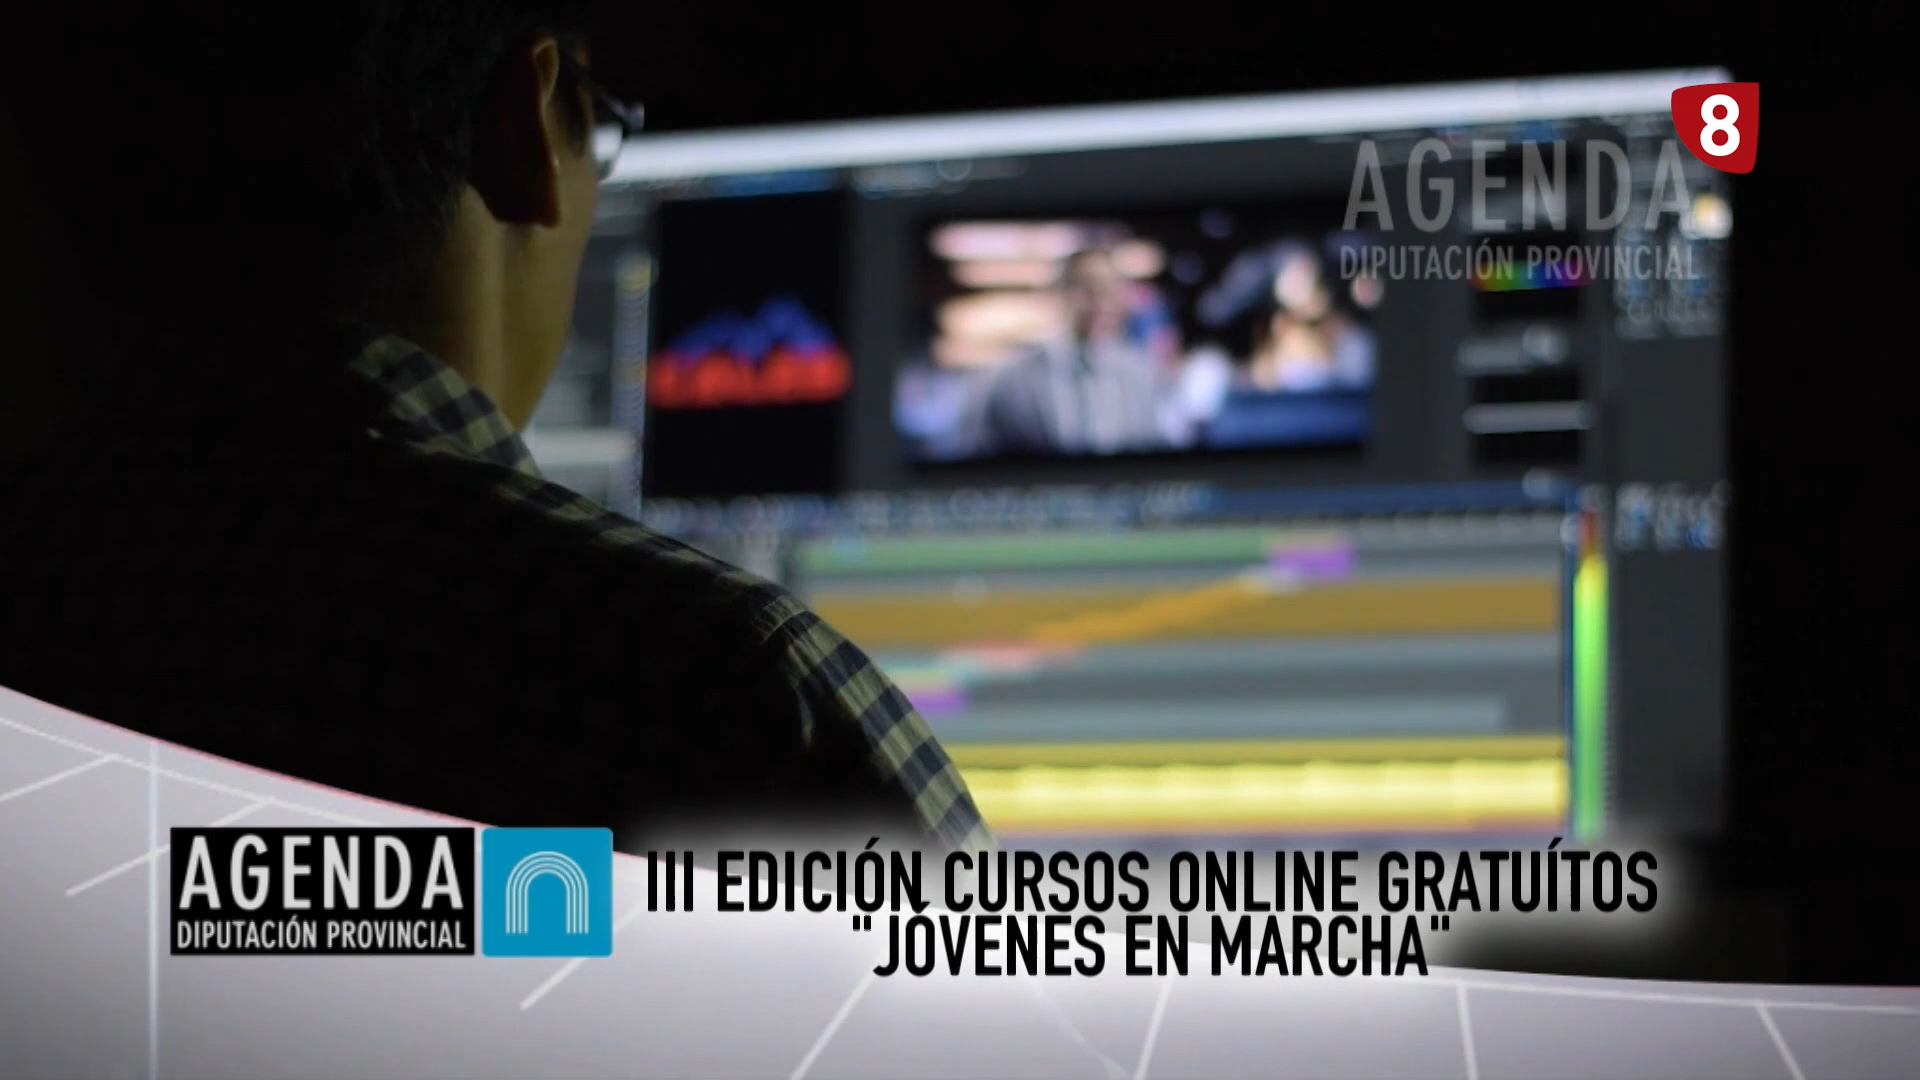 8
AGENDA
DIPUTACIÓN PROVINCIAL
AGENDA
DIPUTACIÓN PROVINCIAL
III EDICIÓN CURSOS ONLINE GRATUÍTOS
"JÓVENES EN MARCHA"